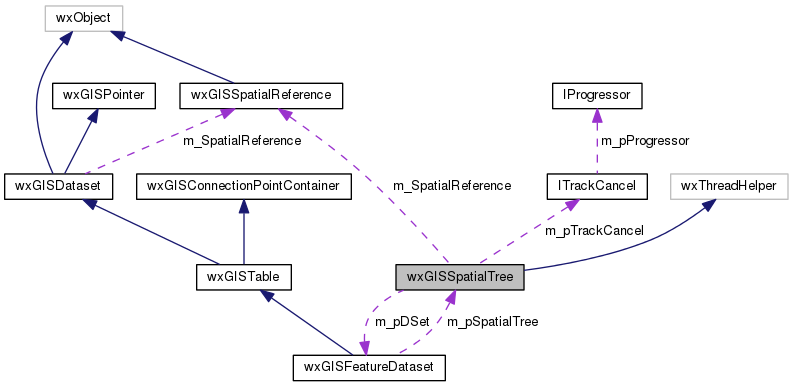 wxObject
wxGISPointer
wxGISSpatialReference
IProgressor
m_SpatialReference
m_pProgressor
wxGISDataset
wxGISConnectionPointContainer
m_SpatialReference
ITrackCancel
wxThreadHelper
m_pTrackCancel
wxGISTable
wxGISSpatialTree
m_pDSet
m_pSpatialTree
wxGISFeatureDataset